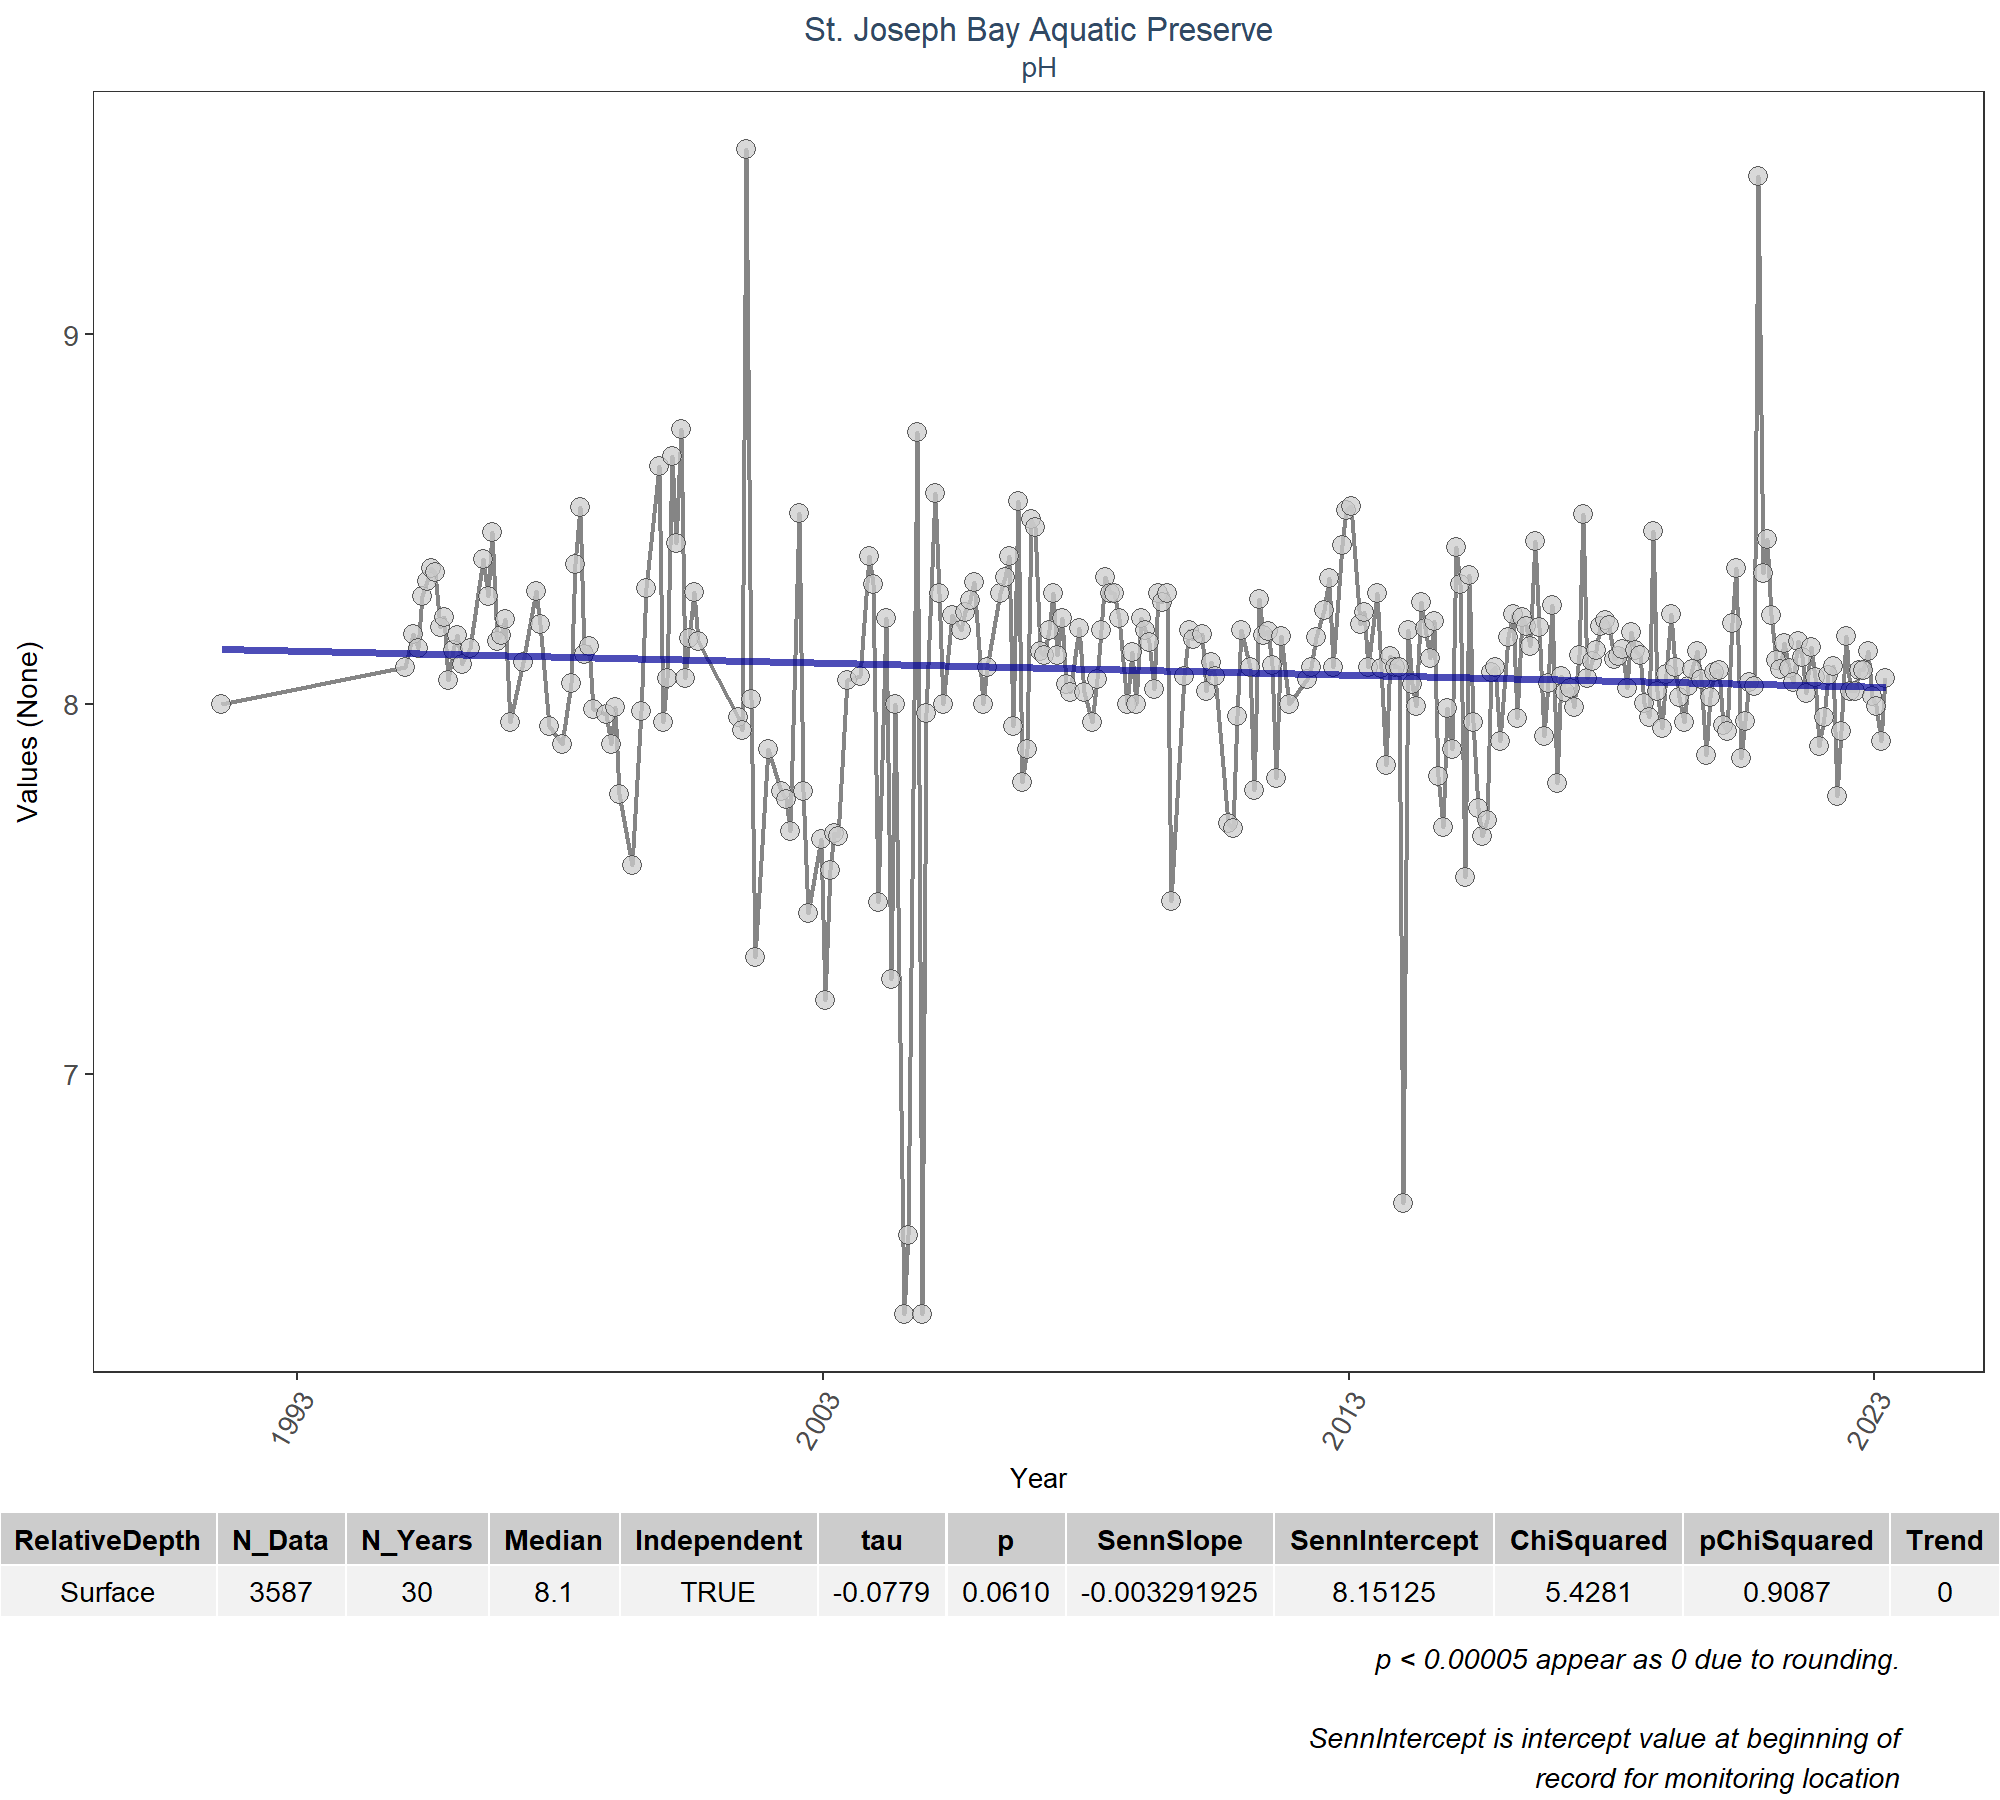 St. Joseph Bay Aquatic Preserve
pH
Values (None)
9
8
7
1993
2003
2013
2023
Year
RelativeDepth N_Data N_Years Median Independent tau p SennSlope SennIntercept ChiSquared pChiSquared Trend
Surface 3587 30 8.1 TRUE -0.0779 0.0610 -0.003291925 8.15125 5.4281 0.9087 0
p < 0.00005 appear as 0 due to rounding.
SennIntercept is intercept value at beginning of
record for monitoring location